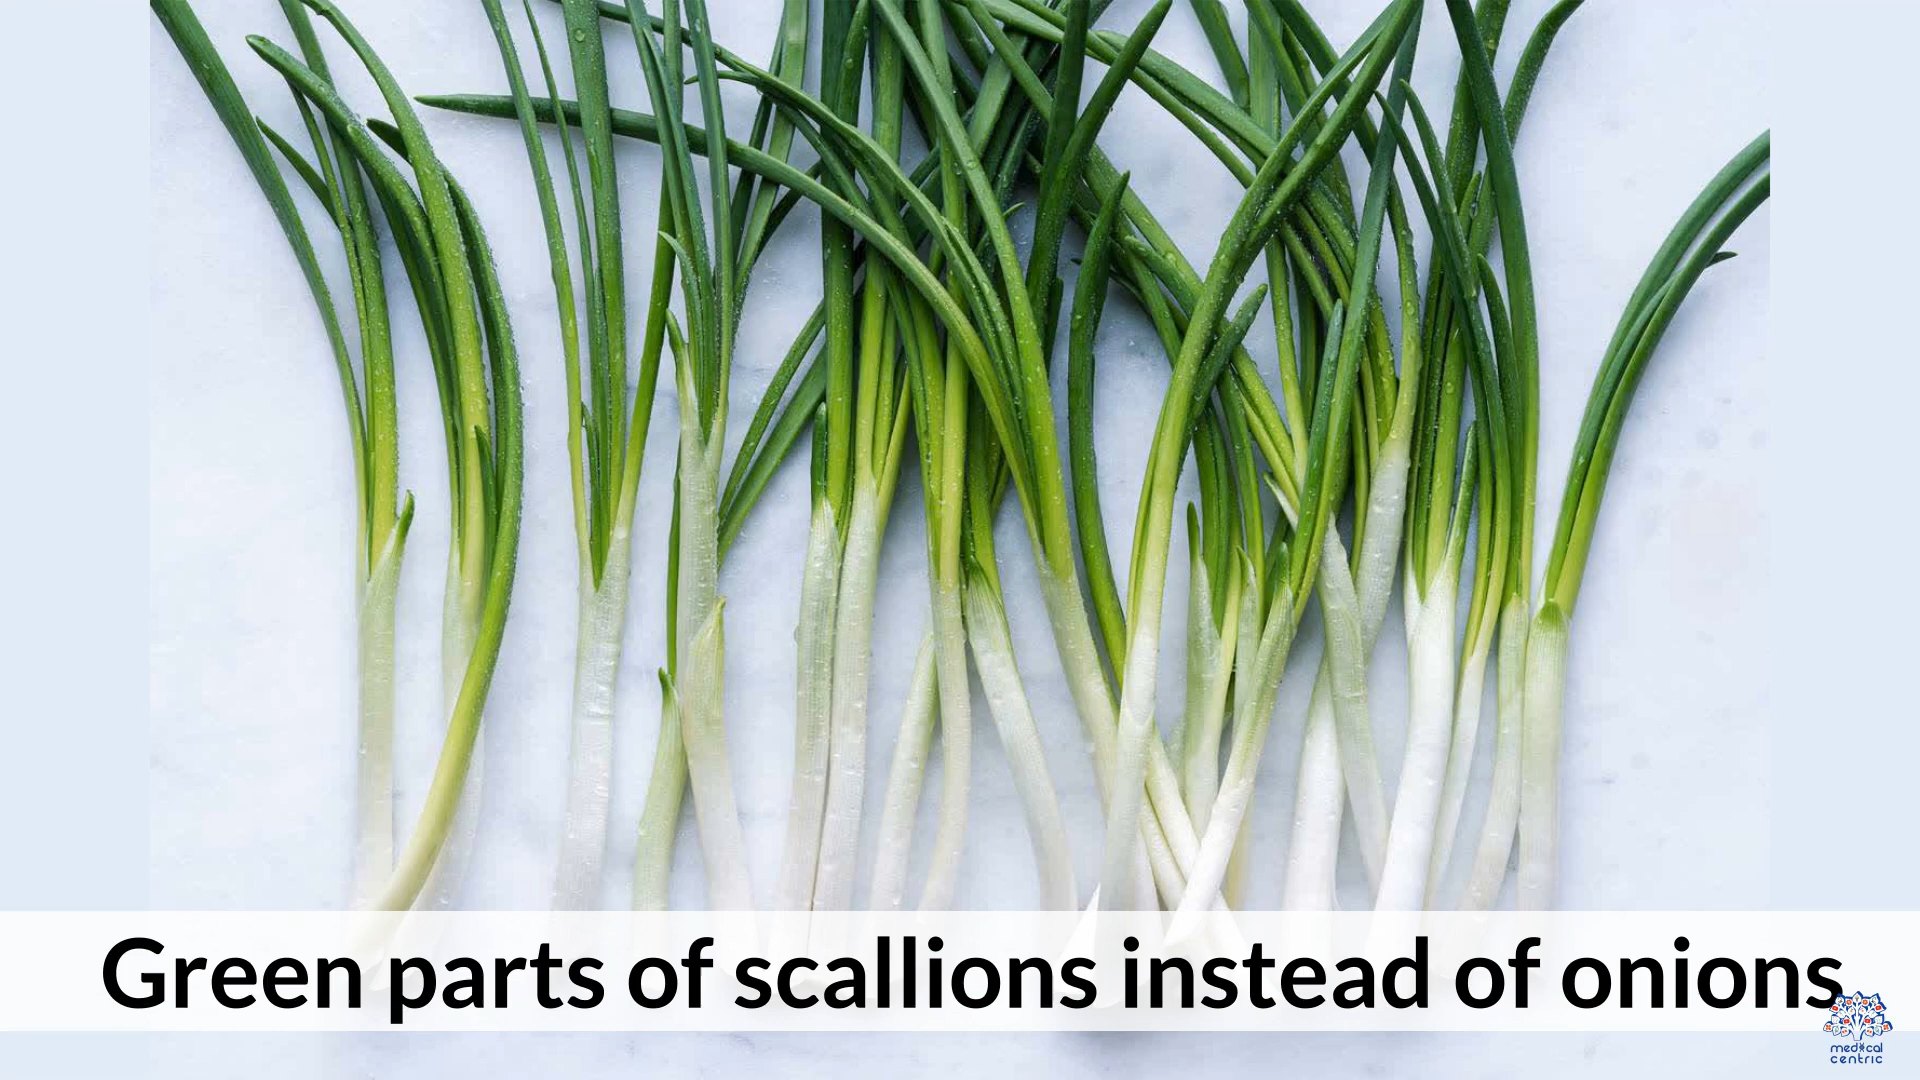 Green parts of scallions instead of onions
medical
centric